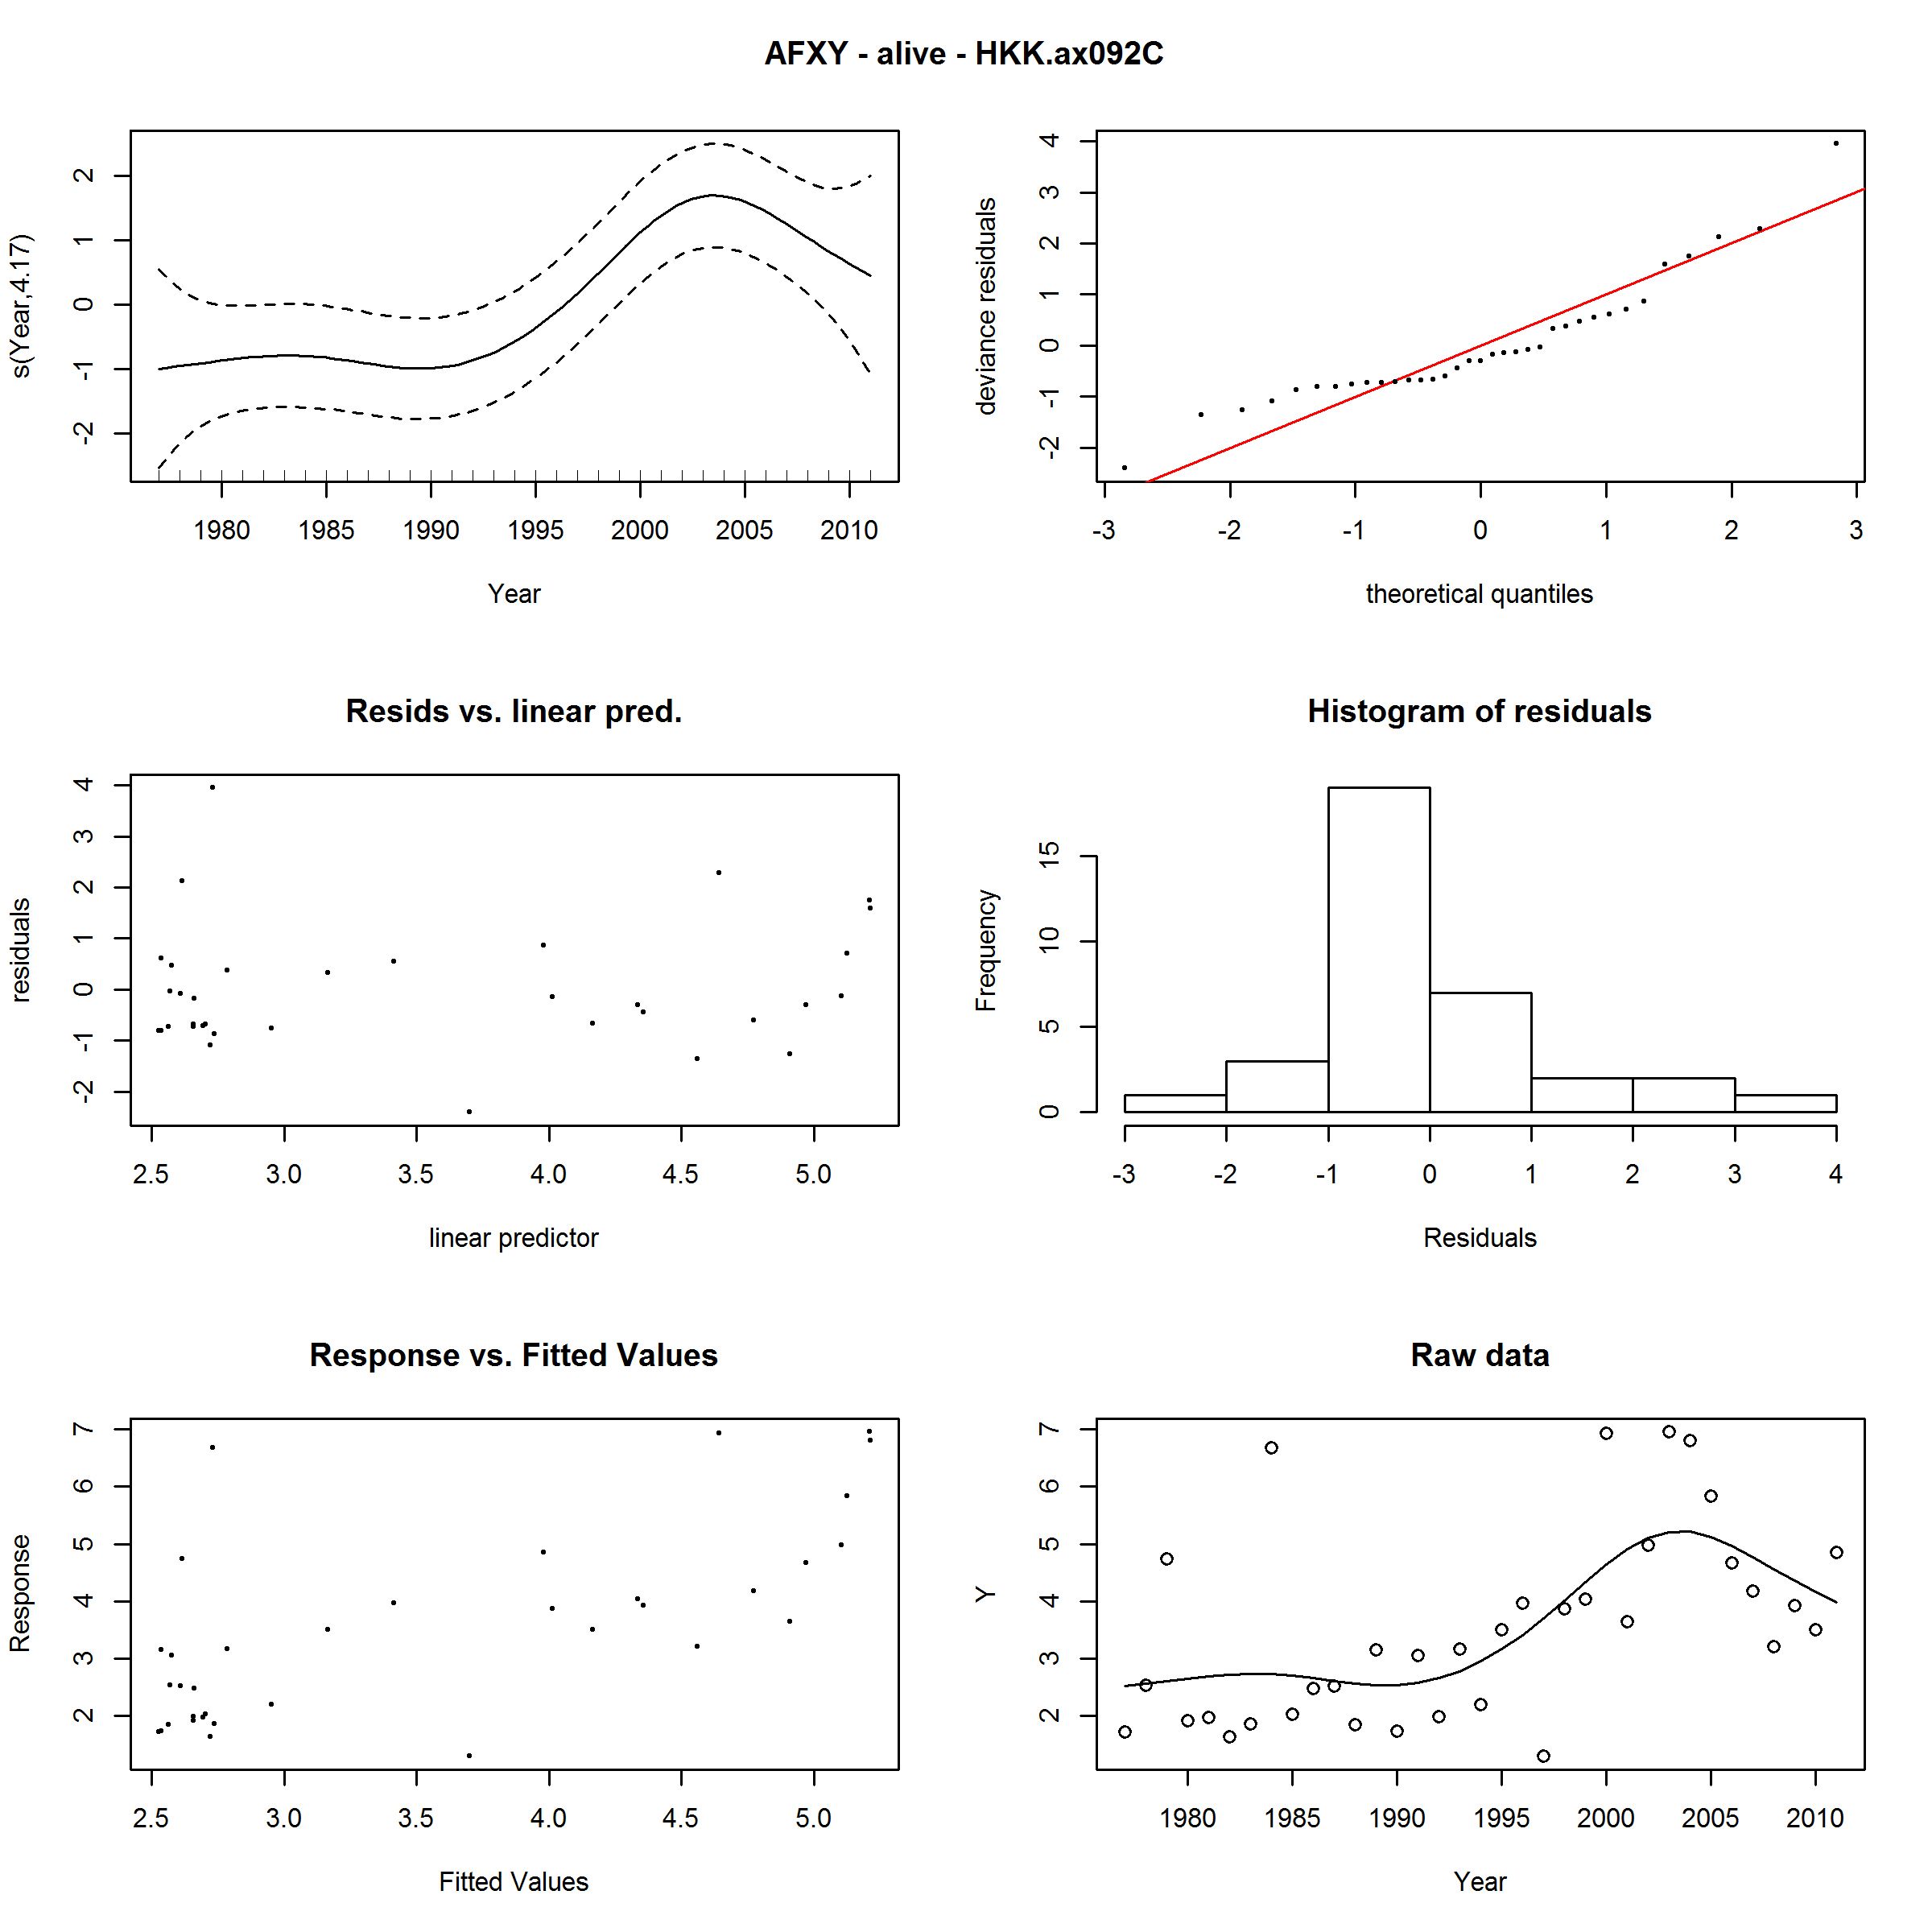 AFXY - alive - HKK.ax092C
s(Year,4.17)
2
1
0
-1
-2
1980 1985 1990 1995 2000 2005 2010
Year
deviance residuals
4
3
2
1
0
-1
-2
-3 -2 -1 0 1 2 3
theoretical quantiles
Resids vs. linear pred.
residuals
4
3
2
1
0
-1
-2
2.5 3.0 3.5 4.0 4.5 5.0
linear predictor
Histogram of residuals
Frequency
15
10
5
0
-3 -2 -1 0 1 2 3 4
Residuals
Response vs. Fitted Values
Response
7
6
5
4
3
2
2.5 3.0 3.5 4.0 4.5 5.0
Fitted Values
Raw data
Y
7
6
5
4
3
2
1980 1985 1990 1995 2000 2005 2010
Year